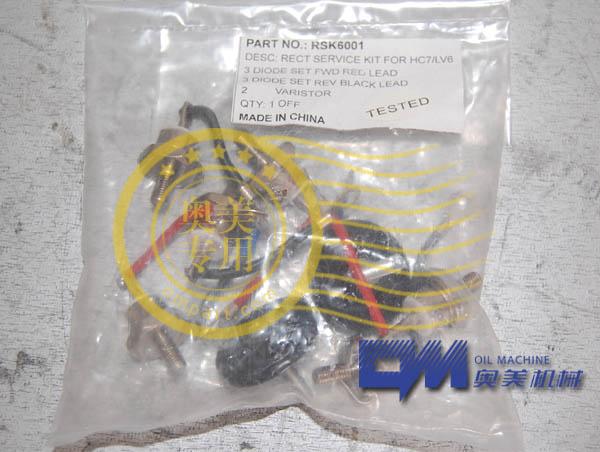 PART NO.: RSK6001
DESC: RECT SERVICE KIT FOR HC7/LV6
3 DIODE SET FWD RED LEAD
3 DIODE SET REV BLACK LEAD
2 VARISTOR
QTY: 1 OFF
TESTED
MADE IN CHINA
奥美
专用
OIL MACHINE
奥美机械